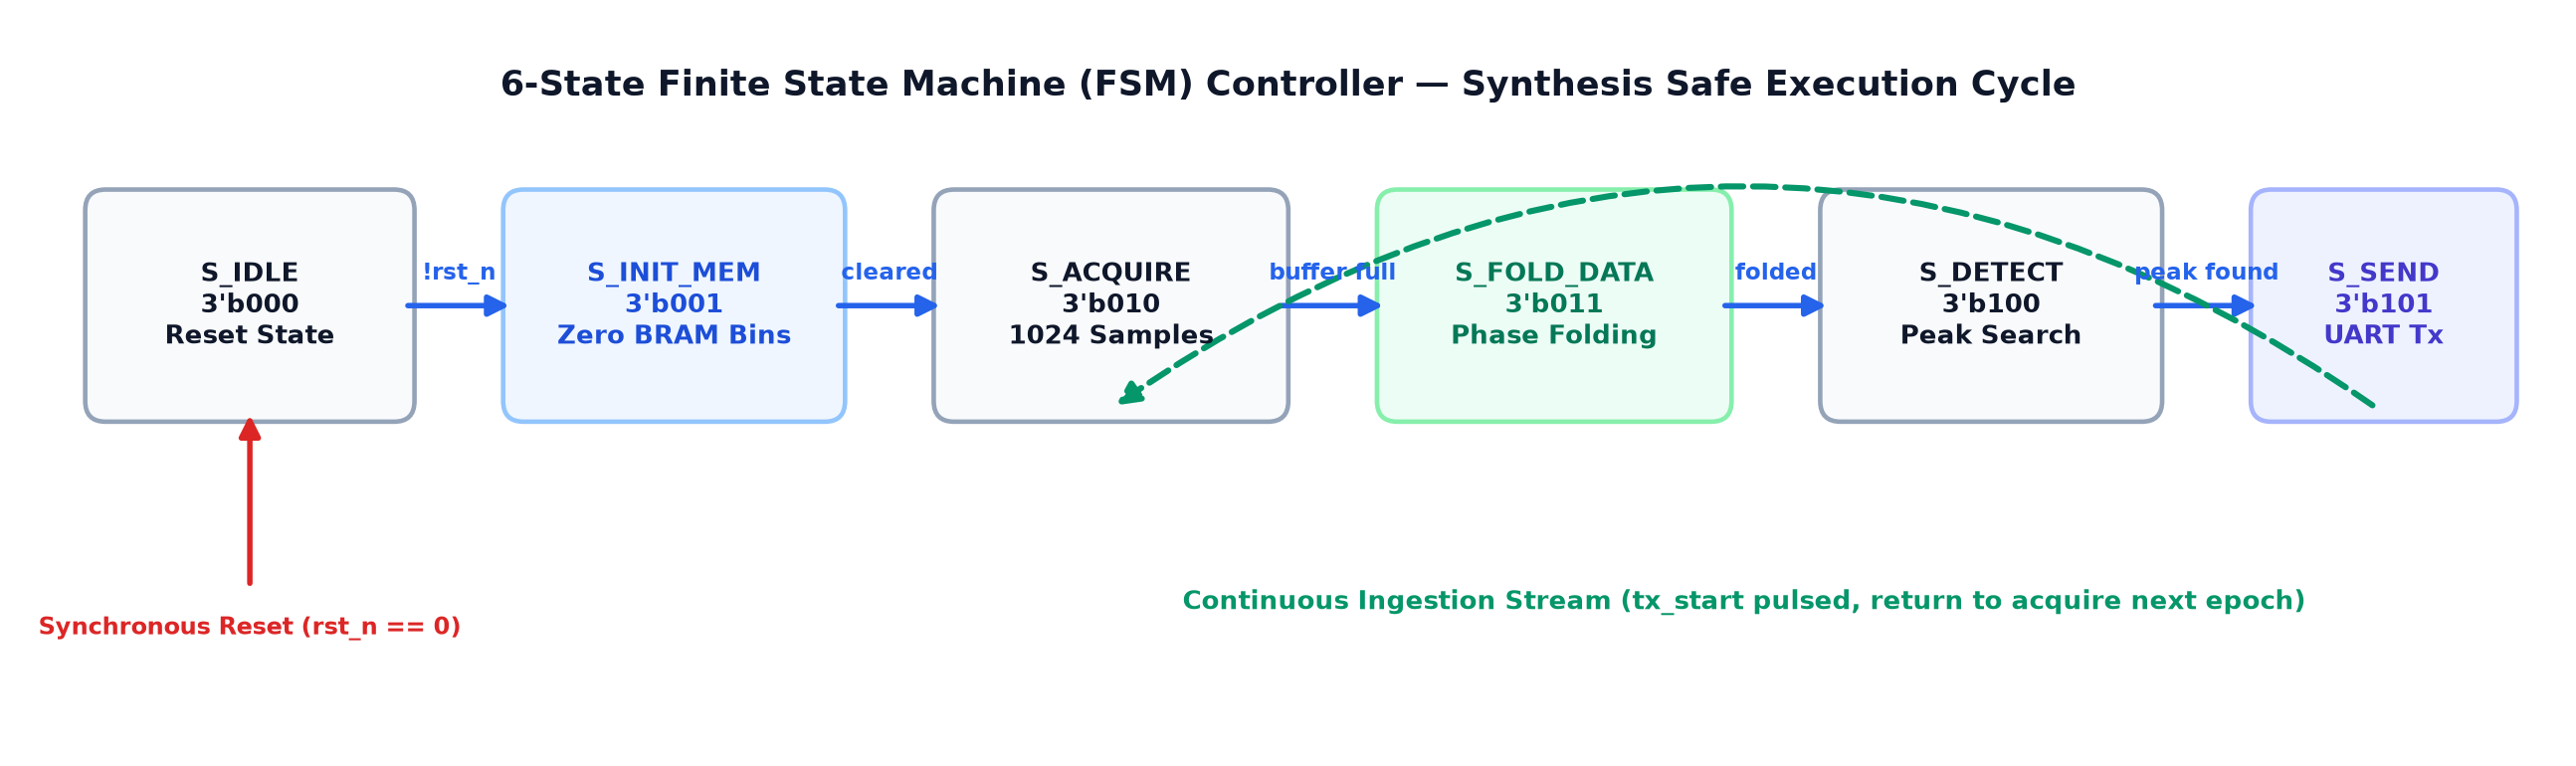 6-State Finite State Machine (FSM) Controller — Synthesis Safe Execution Cycle
S_IDLE
3'b000
Reset State
!rst_n
S_INIT_MEM
3'b001
Zero BRAM Bins
cleared
S_ACQUIRE
3'b010
1024 Samples
buffer full
S_FOLD_DATA
3'b011
Phase Folding
folded
S_DETECT
3'b100
Peak Search
peak found
S_SEND
3'b101
UART Tx
Continuous Ingestion Stream (tx_start pulsed, return to acquire next epoch)
Synchronous Reset (rst_n == 0)